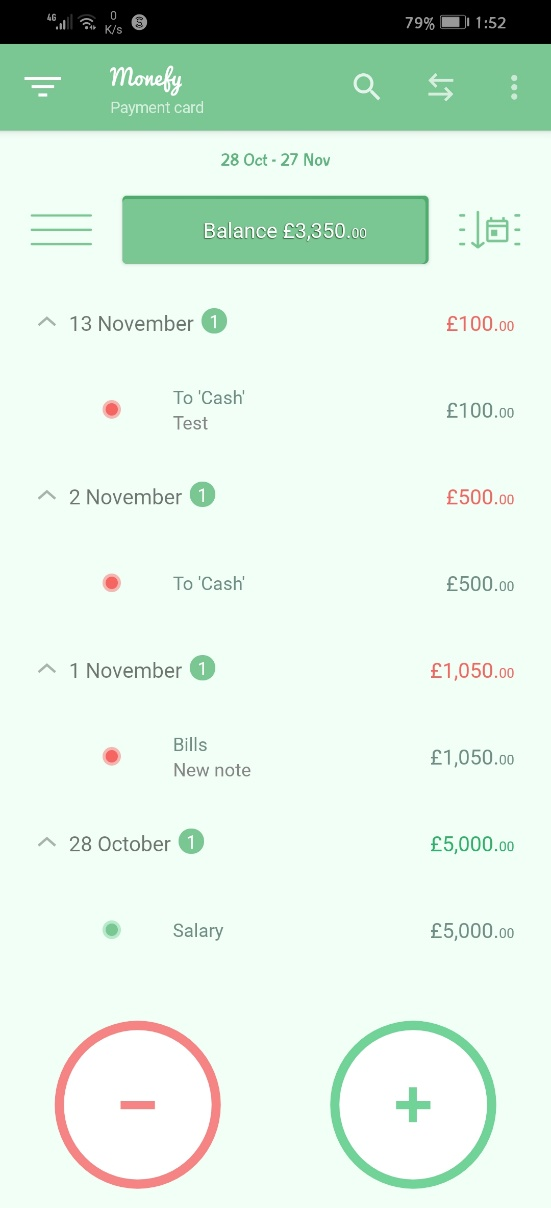 4G
0
K/s
S
79%
1:52
Monefy
Payment card
28 Oct - 27 Nov
Balance £3,350.00
13 November 1 £100.00
To 'Cash' £100.00
Test
2 November 1 £500.00
To 'Cash' £500.00
1 November 1 £1,050.00
Bills £1,050.00
New note
28 October 1 £5,000.00
Salary £5,000.00